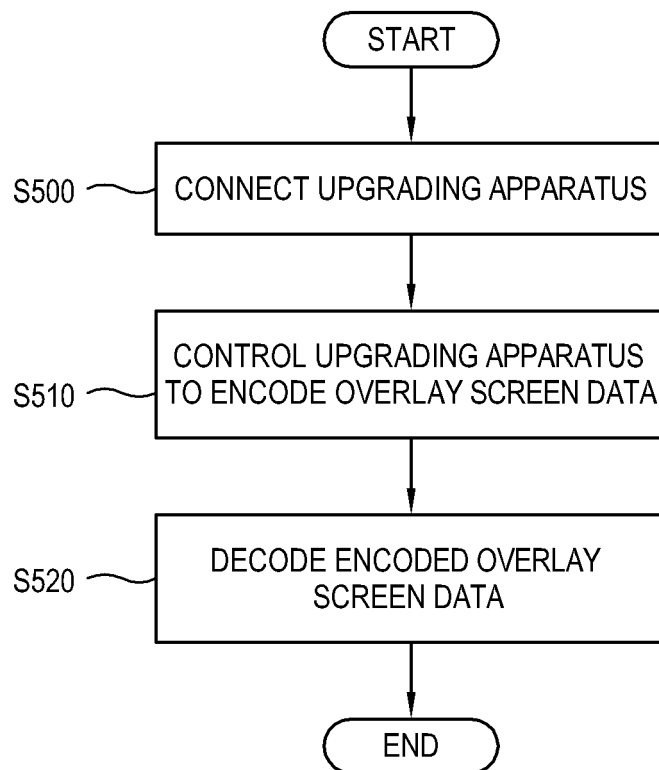 START
S500
CONNECT UPGRADING APPARATUS
S510
CONTROL UPGRADING APPARATUS
TO ENCODE OVERLAY SCREEN DATA
S520
DECODE ENCODED OVERLAY
SCREEN DATA
END